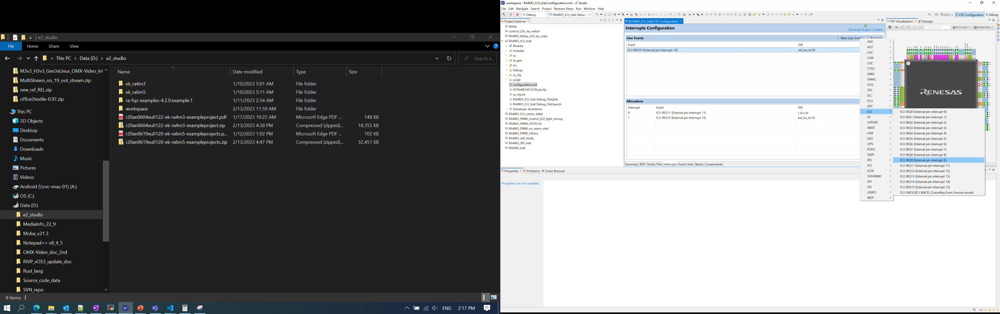 e2_studio
File Home Share View
This PC Data (D:) e2_studio
Search e...
M3v3_H3v3_Gen3eLinux_OMX-Video_Int
MultiStream_no_19_out_stream.zip
new_ref_REL.zip
office2textile-0.97.zip
This PC
3D Objects
Desktop
Documents
Downloads
Music
Pictures
Videos
Android (\\rvc-vnas-01) (A:)
OS (C:)
Data (D:)
e2_studio
MediaInfo_22_9
Moba_v21.3
Notepad++ v8_4_5
OMX-Video_doc_2nd
RIVP_xOS3_update_doc
Rust_lang
Source_code_data
SVN_repo
Name Date modified Type Size
ek_ra4m3 1/10/2023 5:01 AM File folder
ek_ra6m5 1/10/2023 5:11 AM File folder
ra-fsp-examples-4.2.0.example.1 1/11/2023 2:34 AM File folder
workspace 2/13/2023 11:59 AM File folder
r20an0604eu0122-ek-ra4m3-exampleproject.pdf 1/17/2023 10:25 AM Microsoft Edge PDF ... 148 KB
r20an0604eu0122-ek-ra4m3-exampleproject.zip 2/13/2023 4:38 PM Compressed (zipped)... 18,355 KB
r20an0619eu0120-ek-ra6m5-exampleprojects.p... 1/12/2023 1:02 PM Microsoft Edge PDF ... 102 KB
r20an0619eu0120-ek-ra6m5-exampleprojects.zip 2/13/2023 4:47 PM Compressed (zipped)... 32,451 KB
8 items
ENG 2:17 PM
workspace - RA4M3_ICU_trial/configuration.xml - e² studio
File Edit Navigate Search Project Renesas Views Run Window Help
Debug RA4M3_ICU_trial Debug
C/C++ FSP Configuration Debug
Project Explorer
blinky
control_LDE_via_switch
RA4M3_blinky_LED_by_cnter
RA4M3_ICU_trial
Binaries
Includes
ra
ra_gen
src
Debug
ra_cfg
script
configuration.xml
R7FA4M3AF3CFB.pincfg
ra_cfg.txt
RA4M3_ICU_trial Debug_Flat.jlink
RA4M3_ICU_trial Debug_Flat.launch
Developer Assistance
RA4M3_ICU_vector_table
RA4M3_PWM_control_LED_light_strong
RA4M3_PWM_GTIOCnA
RA4M3_PWM_no_warm_start
RA4M3_PWM_Others
RA4M3_self_study
RA4M3_SPI_trial
RA6M2_trial
[RA4M3_ICU_trial] FSP Configuration
Interrupts Configuration
Generate Project Content
User Events New User Event > Remove
Event ISR
ICU IRQ10 (External pin interrupt 10) ext_icu_isr10
Allocations
Interrupt Event ISR
0 ICU IRQ11 (External pin interrupt 11) r_icu_isr
1 ICU IRQ10 (External pin interrupt 10) ext_icu_isr10
Summary BSP Clocks Pins Interrupts Event Links Stacks Components
FSP Visualization Package
Type pin function Pin Function Module Name
RENESAS
ADC
AGT
CAC
CAN
CGC
CTSU
DMA
DMAC
DOC
DTC
ELC
FCU
GPT
ICU
IIC
IOPORT
IWDT
LPM
LVD
OPS
POEG
QSPI
RTC
SCI
SCIX
SDHIMMC
SPI
SSI
USBFS
WDT
ICU IRQ0 (External pin interrupt 0)
ICU IRQ1 (External pin interrupt 1)
ICU IRQ2 (External pin interrupt 2)
ICU IRQ3 (External pin interrupt 3)
ICU IRQ4 (External pin interrupt 4)
ICU IRQ5 (External pin interrupt 5)
ICU IRQ6 (External pin interrupt 6)
ICU IRQ7 (External pin interrupt 7)
ICU IRQ8 (External pin interrupt 8)
ICU IRQ9 (External pin interrupt 9)
ICU IRQ11 (External pin interrupt 11)
ICU IRQ12 (External pin interrupt 12)
ICU IRQ13 (External pin interrupt 13)
ICU IRQ14 (External pin interrupt 14)
ICU IRQ15 (External pin interrupt 15)
ICU SNOOZE CANCEL (Canceling from Snooze mode)
Properties Problems Smart Browser
Properties are not available.